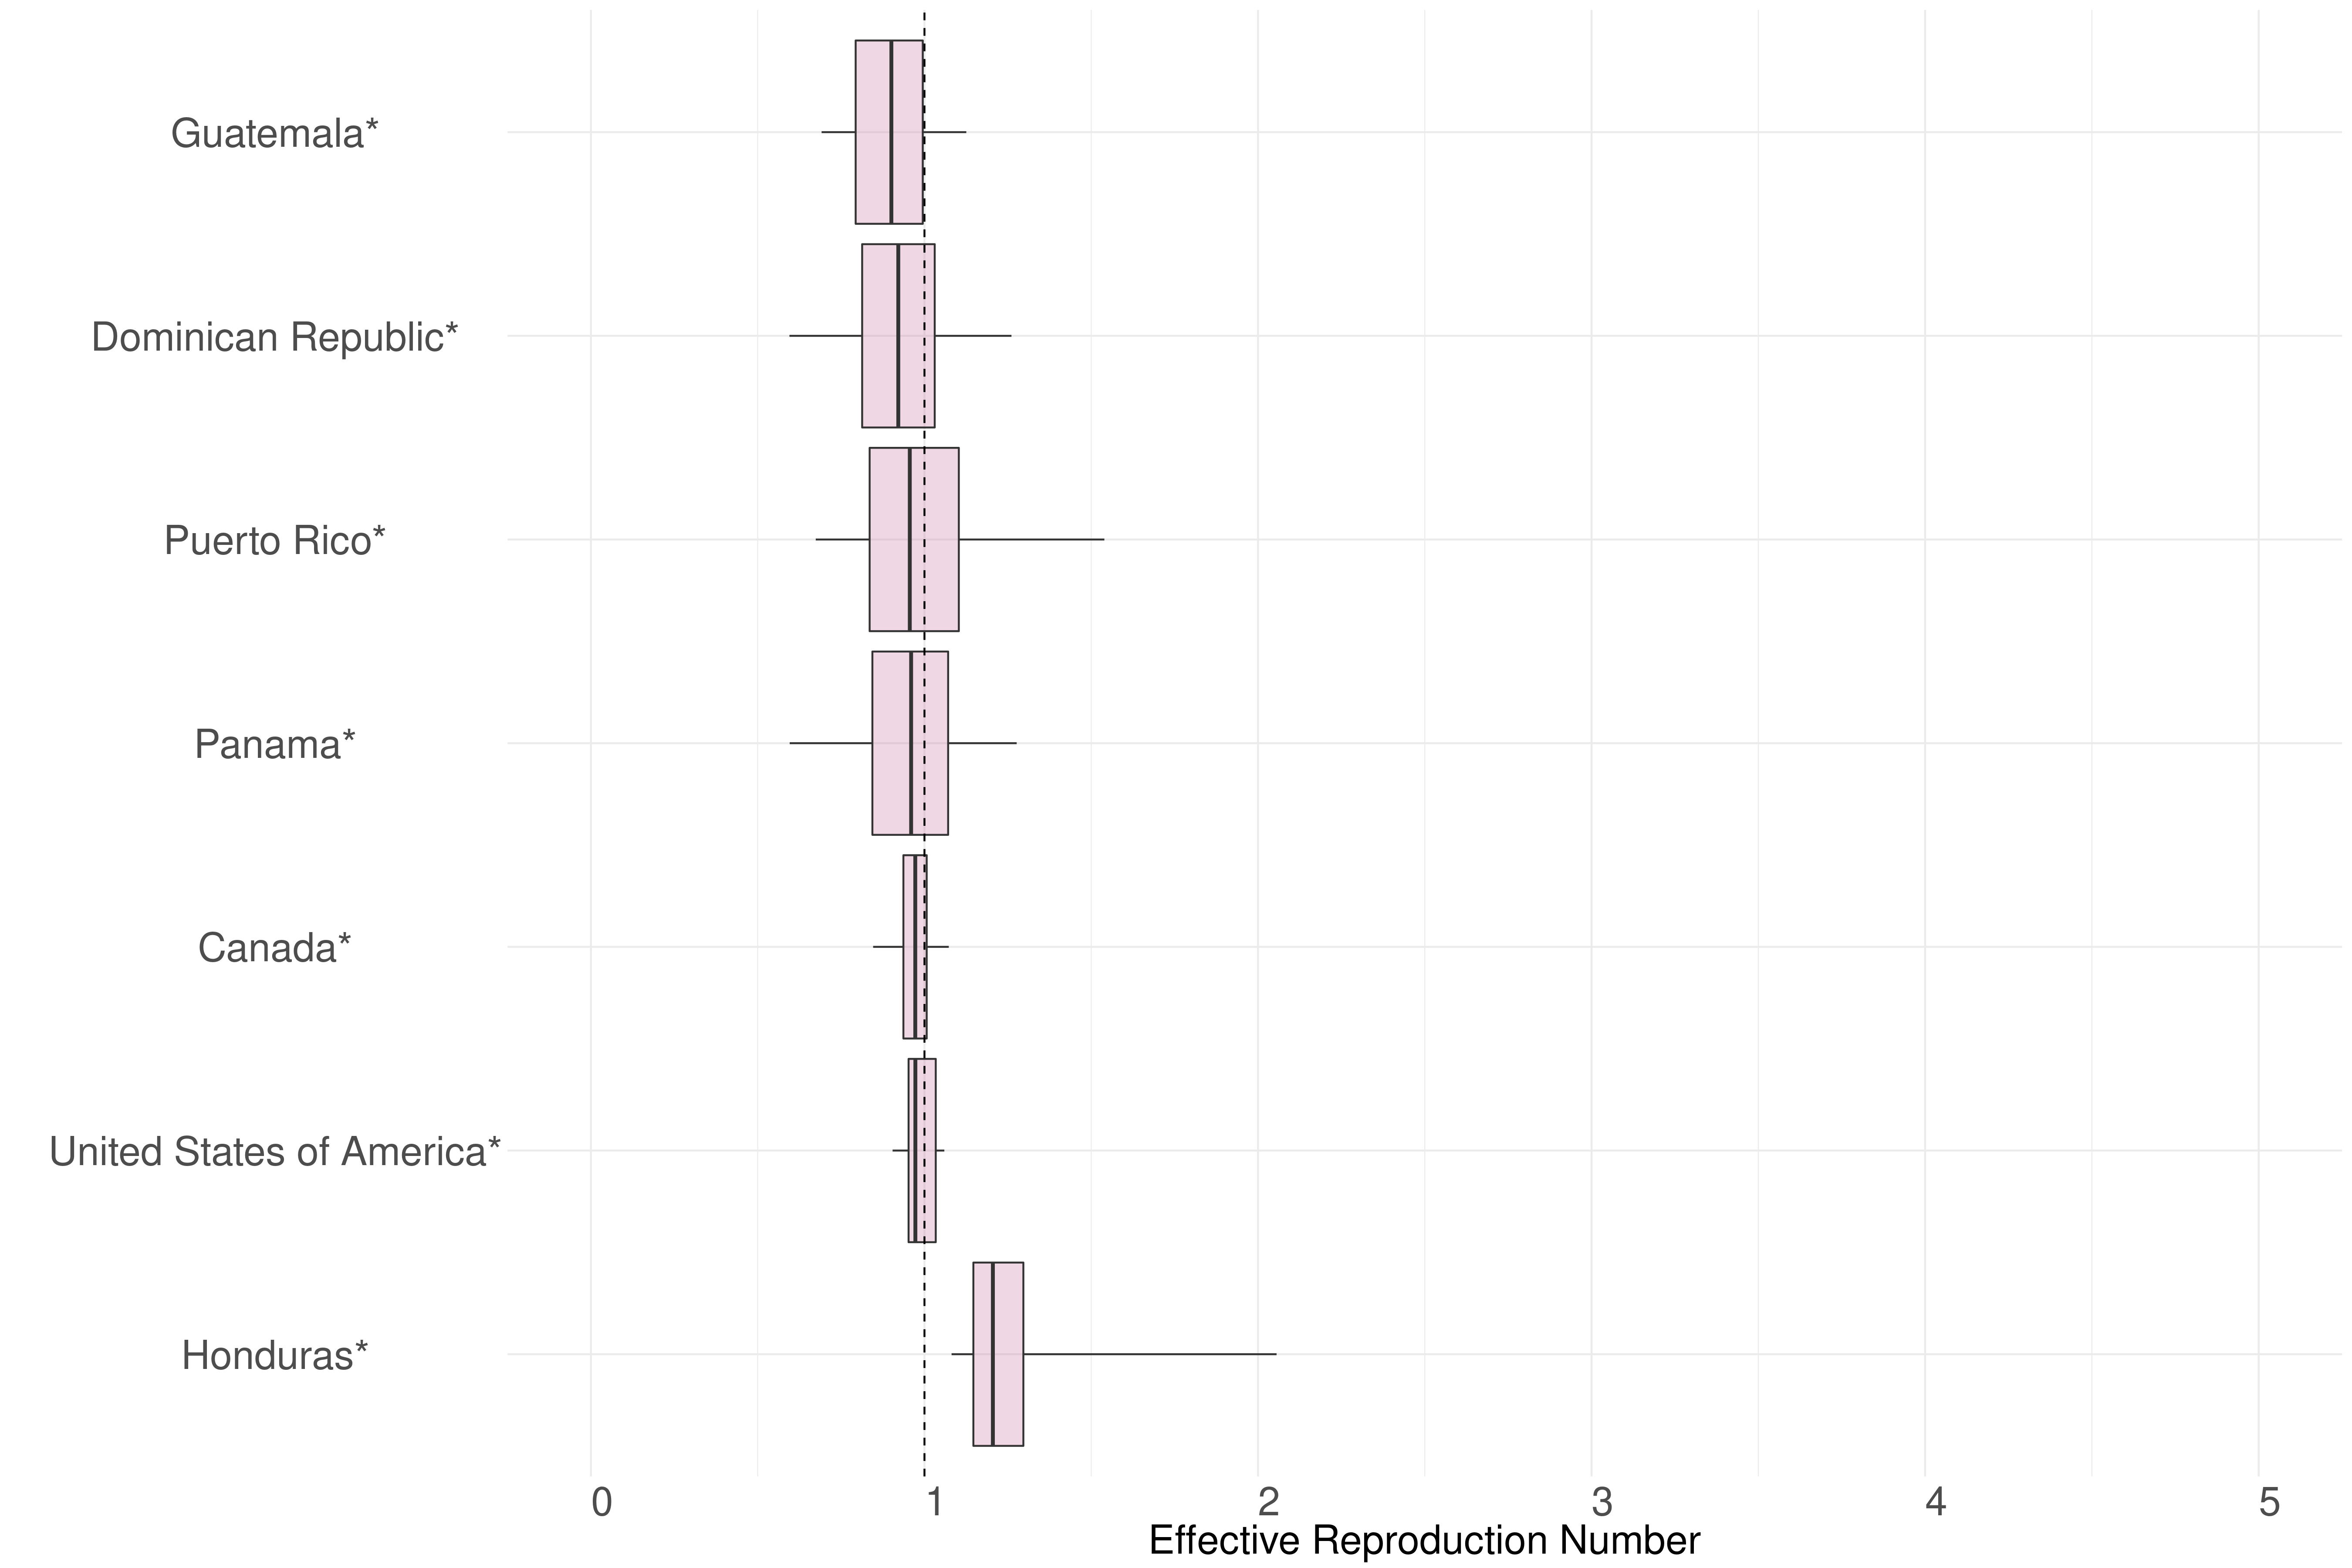 Guatemala*
Dominican Republic*
Puerto Rico*
Panama*
Canada*
United States of America*
Honduras*
0 1 2 3 4 5
Effective Reproduction Number